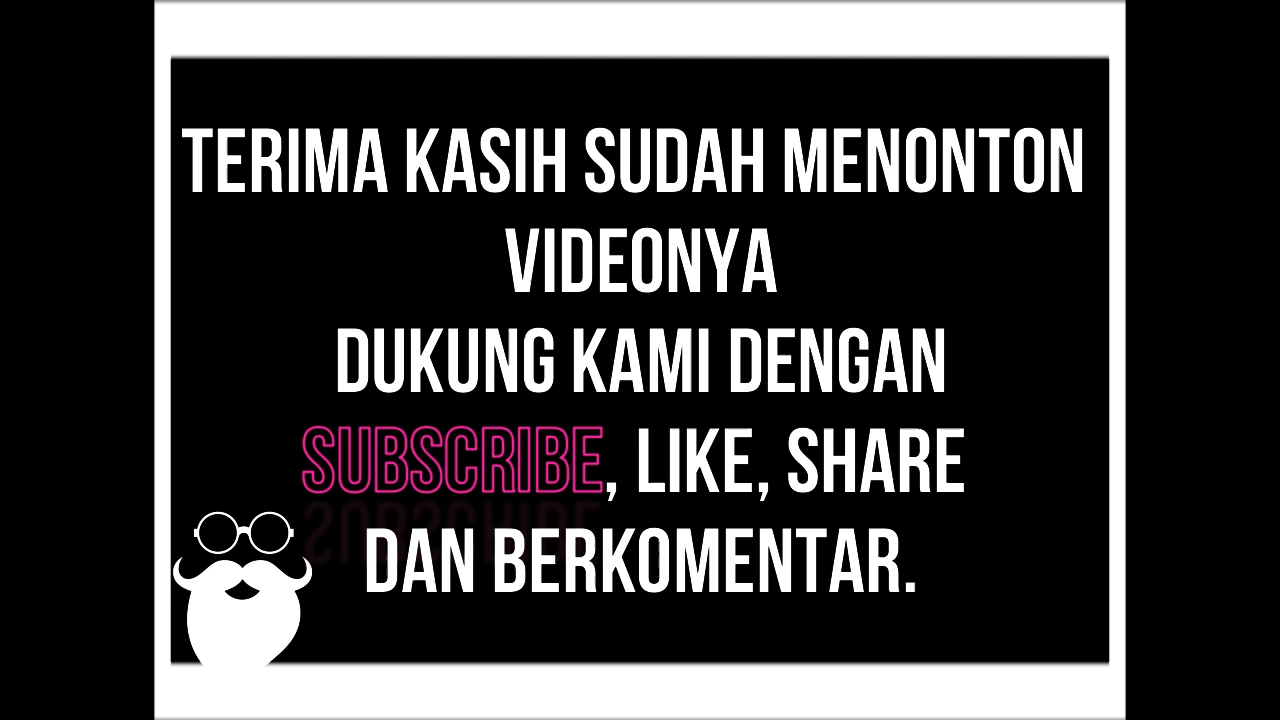 TERIMA KASIH SUDAH MENONTON
VIDEONYA
DUKUNG KAMI DENGAN
SUBSCRIBE, LIKE, SHARE
DAN BERKOMENTAR.